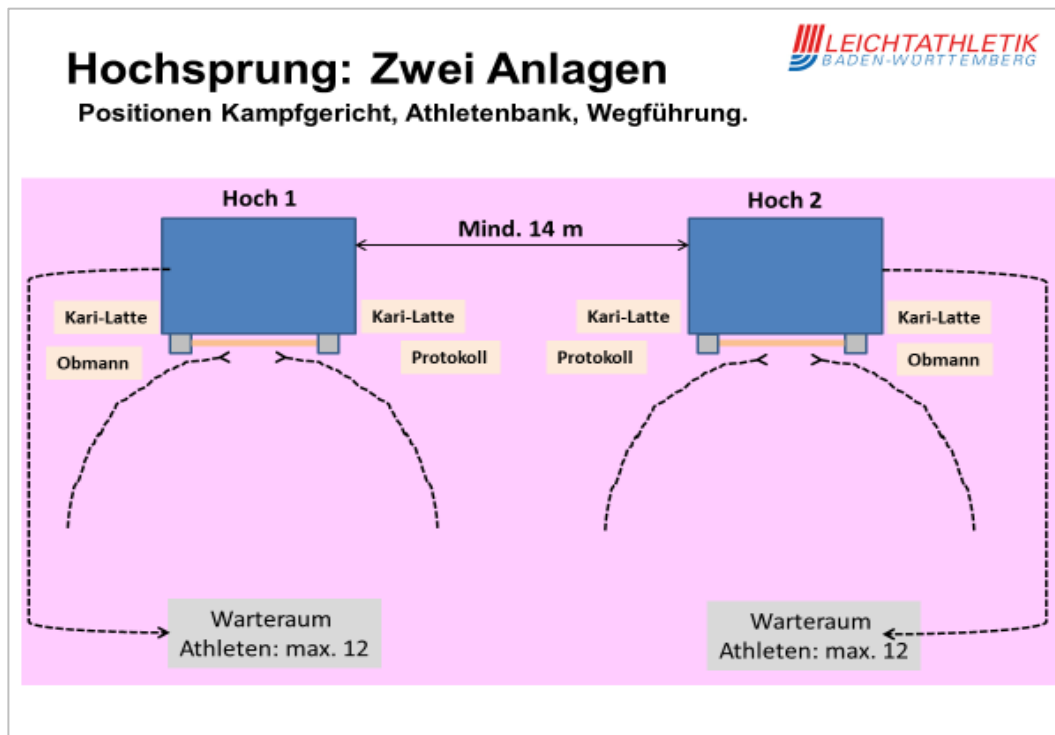 Hochsprung: Zwei Anlagen
LEICHTATHLETIK
BADEN-WÜRTTEMBERG
Positionen Kampfgericht, Athletenbank, Wegführung.
Hoch 1
Hoch 2
Mind. 14 m
Kari-Latte
Kari-Latte
Kari-Latte
Kari-Latte
Obmann
Protokoll
Protokoll
Obmann
Warteraum
Athleten: max. 12
Warteraum
Athleten: max. 12